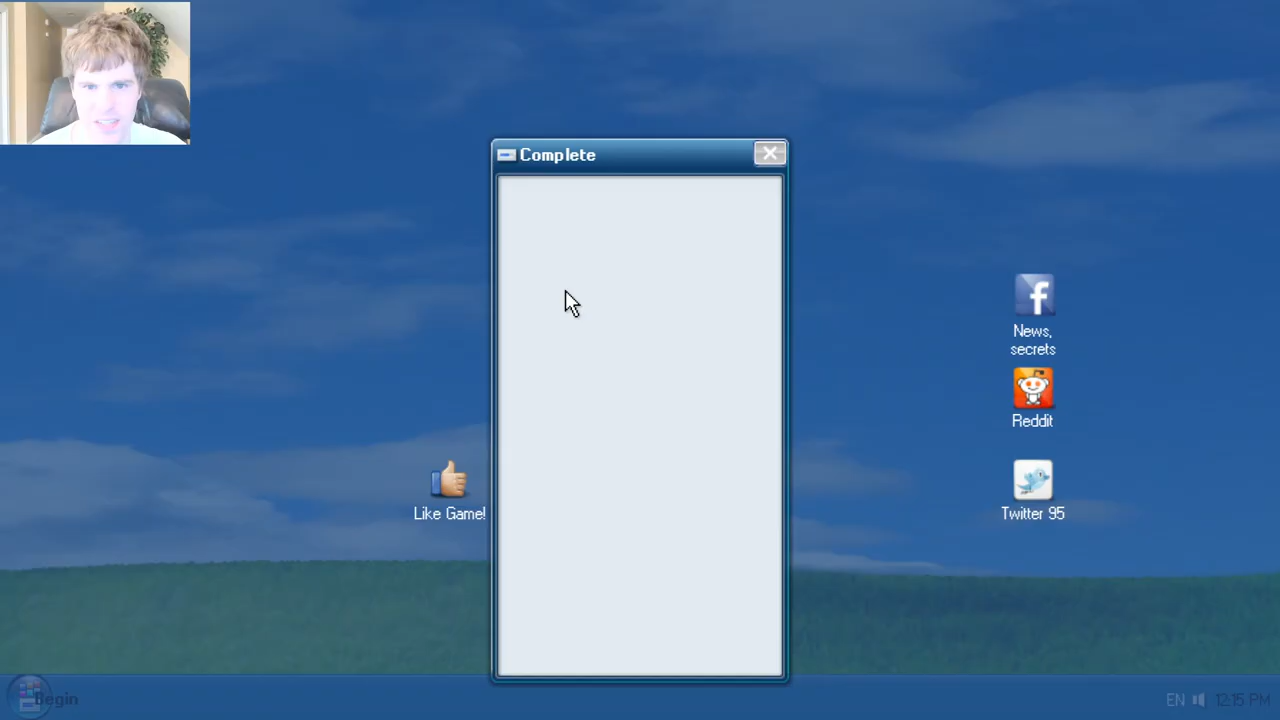 Complete
News,
secrets
Reddit
Like Game!
Twitter 95
Begin
EN 12:15 PM